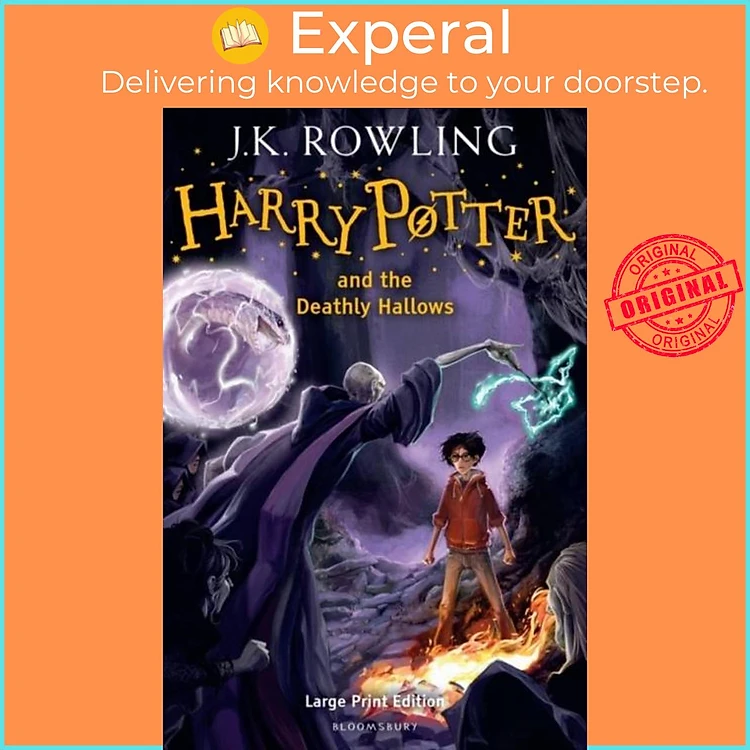 Experal
Delivering knowledge to your doorstep.
J.K. ROWLING
HARRY POTTER
and the
Deathly Hallows
ORIGINAL
ORIGINAL
ORIGINAL
Large Print Edition
BLOOMSBURY